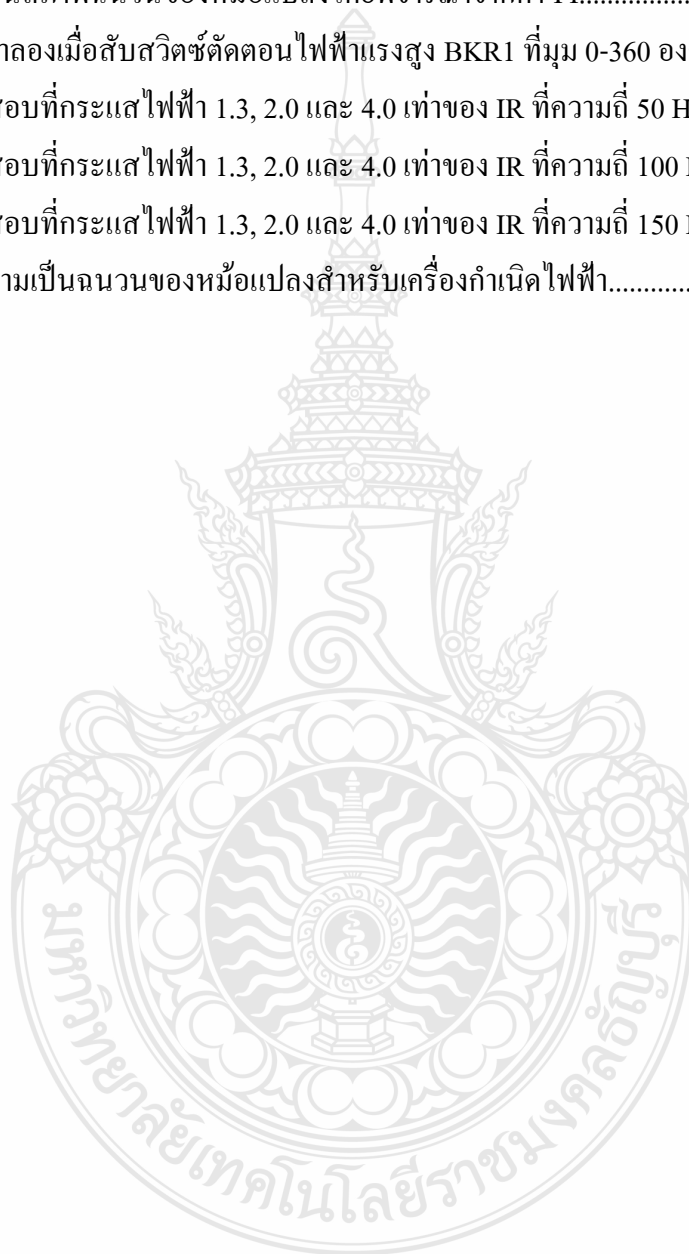 ลองเมื่อสับสวิตซ์ตัดตอนไฟฟ้าแรงสูง BKR1 ที่มุม 0-360
สอบที่กระแสไฟฟ้า 1.3, 2.0 และ 4.0 เท่าของ IR ที่ความถี่ 50
สอบที่กระแสไฟฟ้า 1.3, 2.0 และ 4.0 เท่าของ IR ที่ความถี่ 100
สอบที่กระแสไฟฟ้า 1.3, 2.0 และ 4.0 เท่าของ IR ที่ความถี่ 150
ามเป็นฉนวนของหม้อแปลงสำหรับเครื่องกำเนิดไฟฟ้า............
มหาวิทยาลัยเทคโนโลยีราชมงคลธัญบุรี